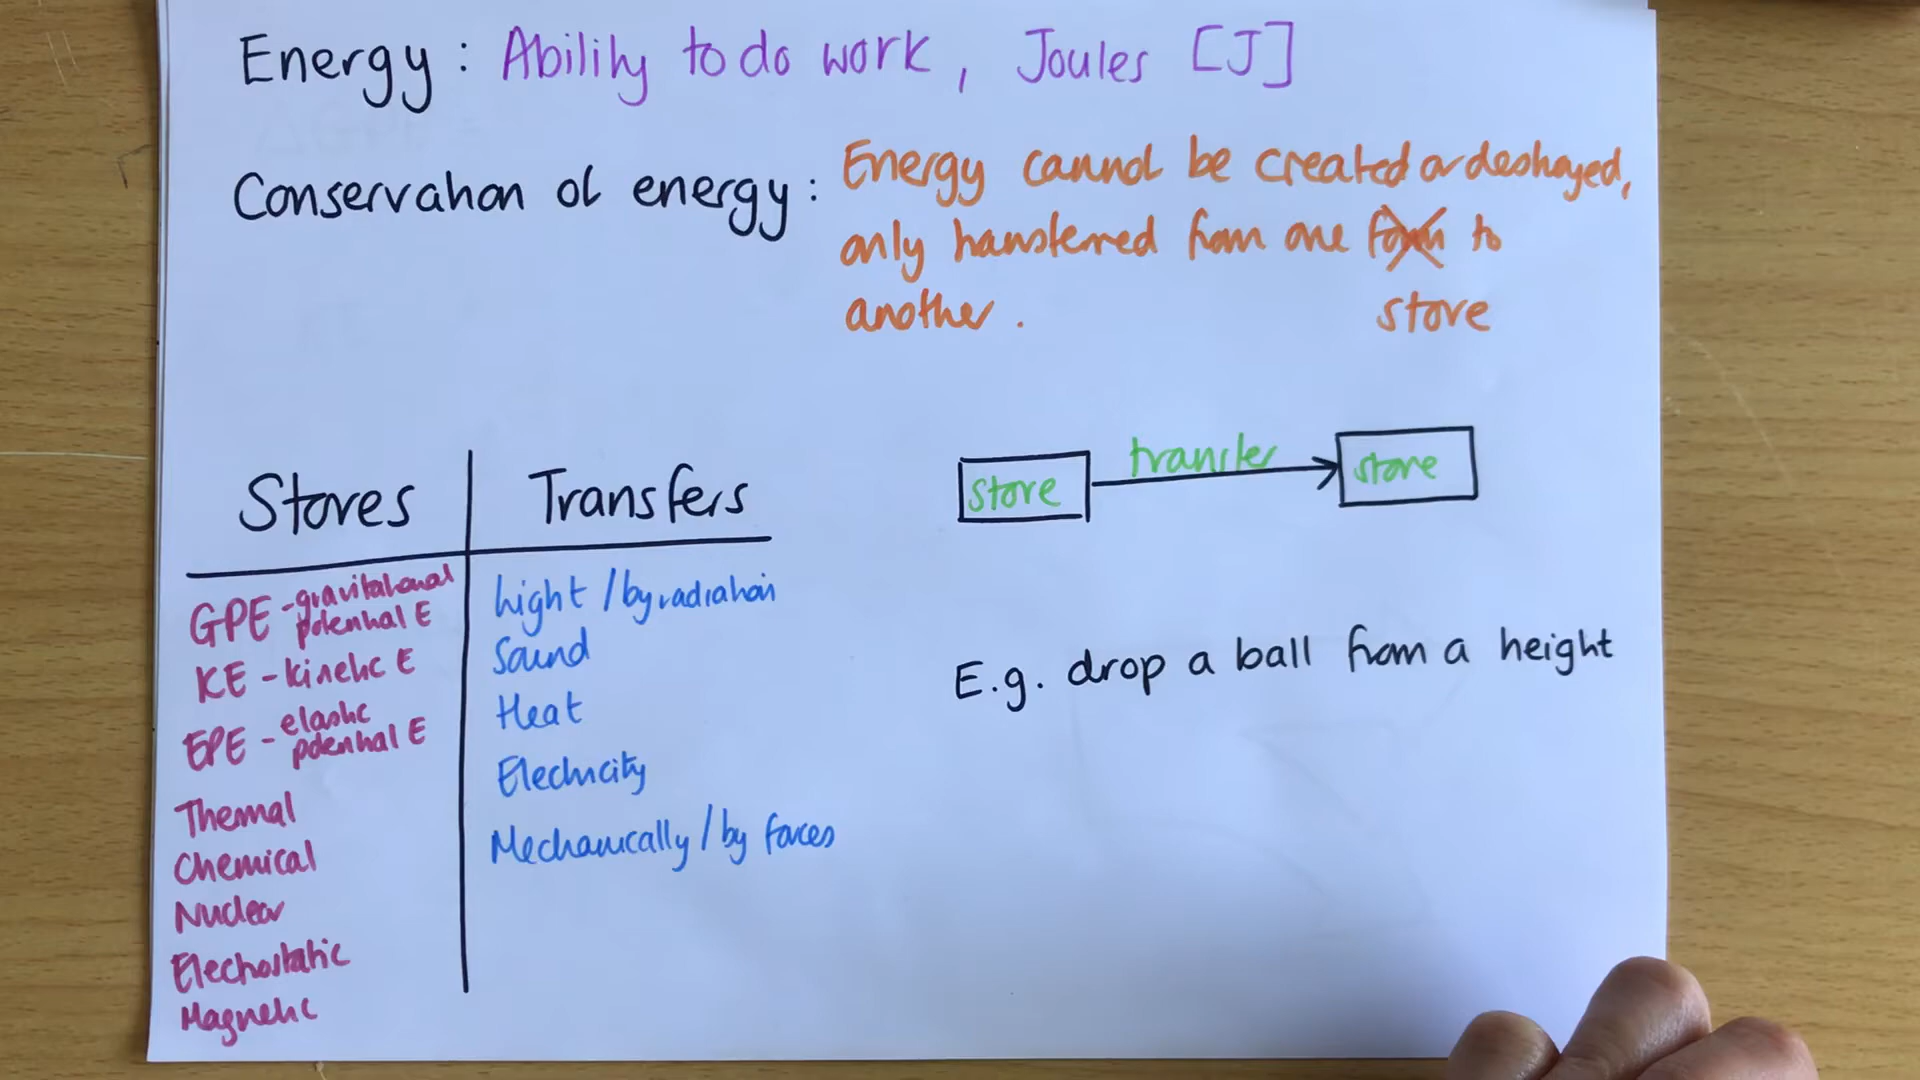 Energy : Ability to do work , Joules [J]
Conservation of energy : Energy cannot be created or destroyed,
only transferred from one form to
another . store
Stores Transfers
GPE - gravitational
potential E
KE - kinetic E
EPE - elastic
potential E
Thermal
Chemical
Nuclear
Electrostatic
Magnetic
Light / by radiation
Sound
Heat
Electricity
Mechanically / by forces
store transfer store
E.g. drop a ball from a height